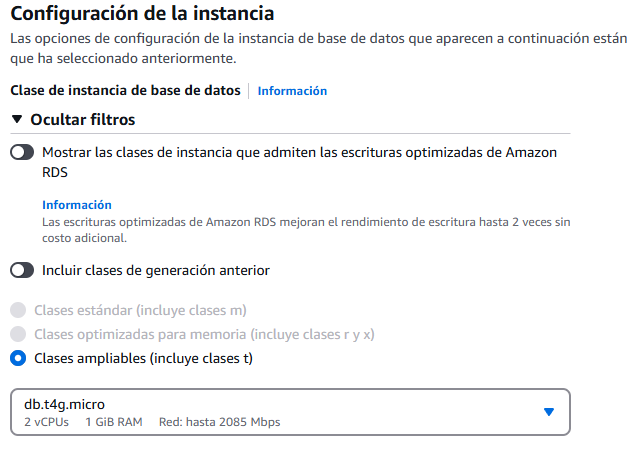 Configuración de la instancia
Las opciones de configuración de la instancia de base de datos que aparecen a continuación están
que ha seleccionado anteriormente.
Clase de instancia de base de datos Información
Ocultar filtros
Mostrar las clases de instancia que admiten las escrituras optimizadas de Amazon
RDS
Información
Las escrituras optimizadas de Amazon RDS mejoran el rendimiento de escritura hasta 2 veces sin
costo adicional.
Incluir clases de generación anterior
Clases estándar (incluye clases m)
Clases optimizadas para memoria (incluye clases r y x)
Clases ampliables (incluye clases t)
db.t4g.micro
2 vCPUs 1 GiB RAM Red: hasta 2085 Mbps